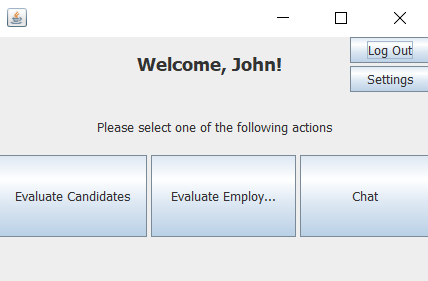 Log Out
Welcome, John!
Settings
Please select one of the following actions
Evaluate Candidates
Evaluate Employ...
Chat